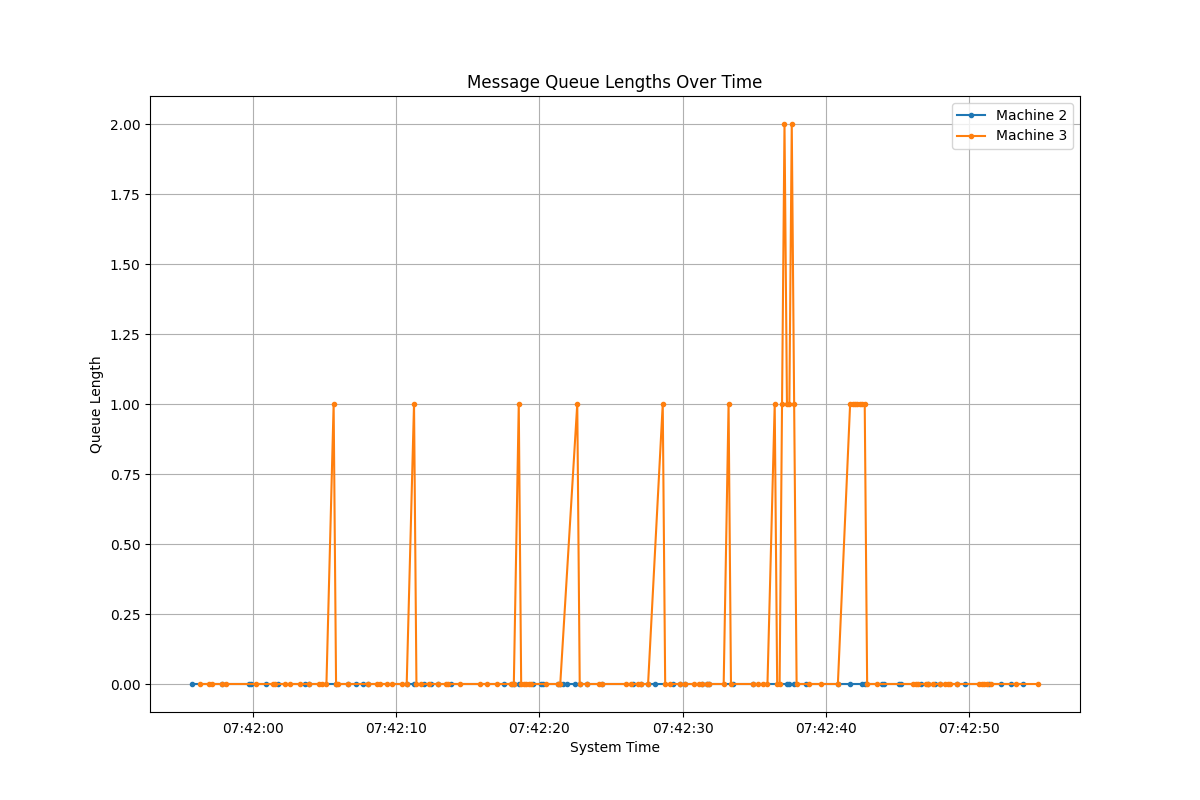 Message Queue Lengths Over Time
Machine 2
Machine 3
2.00
1.75
1.50
1.25
1.00
0.75
0.50
0.25
0.00
Queue Length
07:42:00 07:42:10 07:42:20 07:42:30 07:42:40 07:42:50
System Time